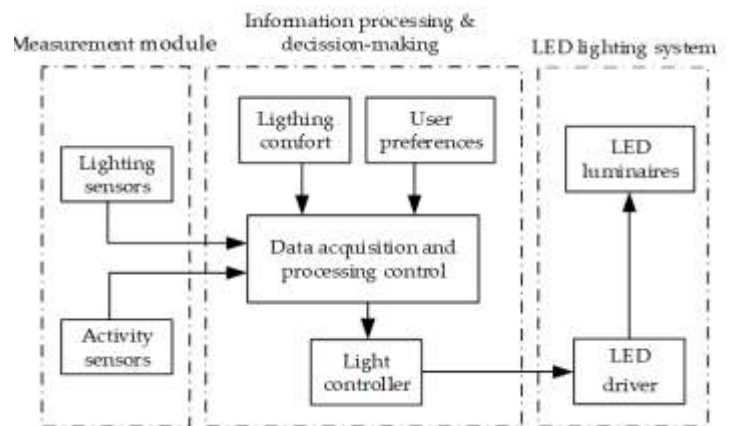 Information processing &
decission-making
Measurement module
LED lighting system
Ligthing
comfort
User
preferences
LED
luminaires
Lighting
sensors
Data acquisition and
processing control
Activity
sensors
Light
controller
LED
driver